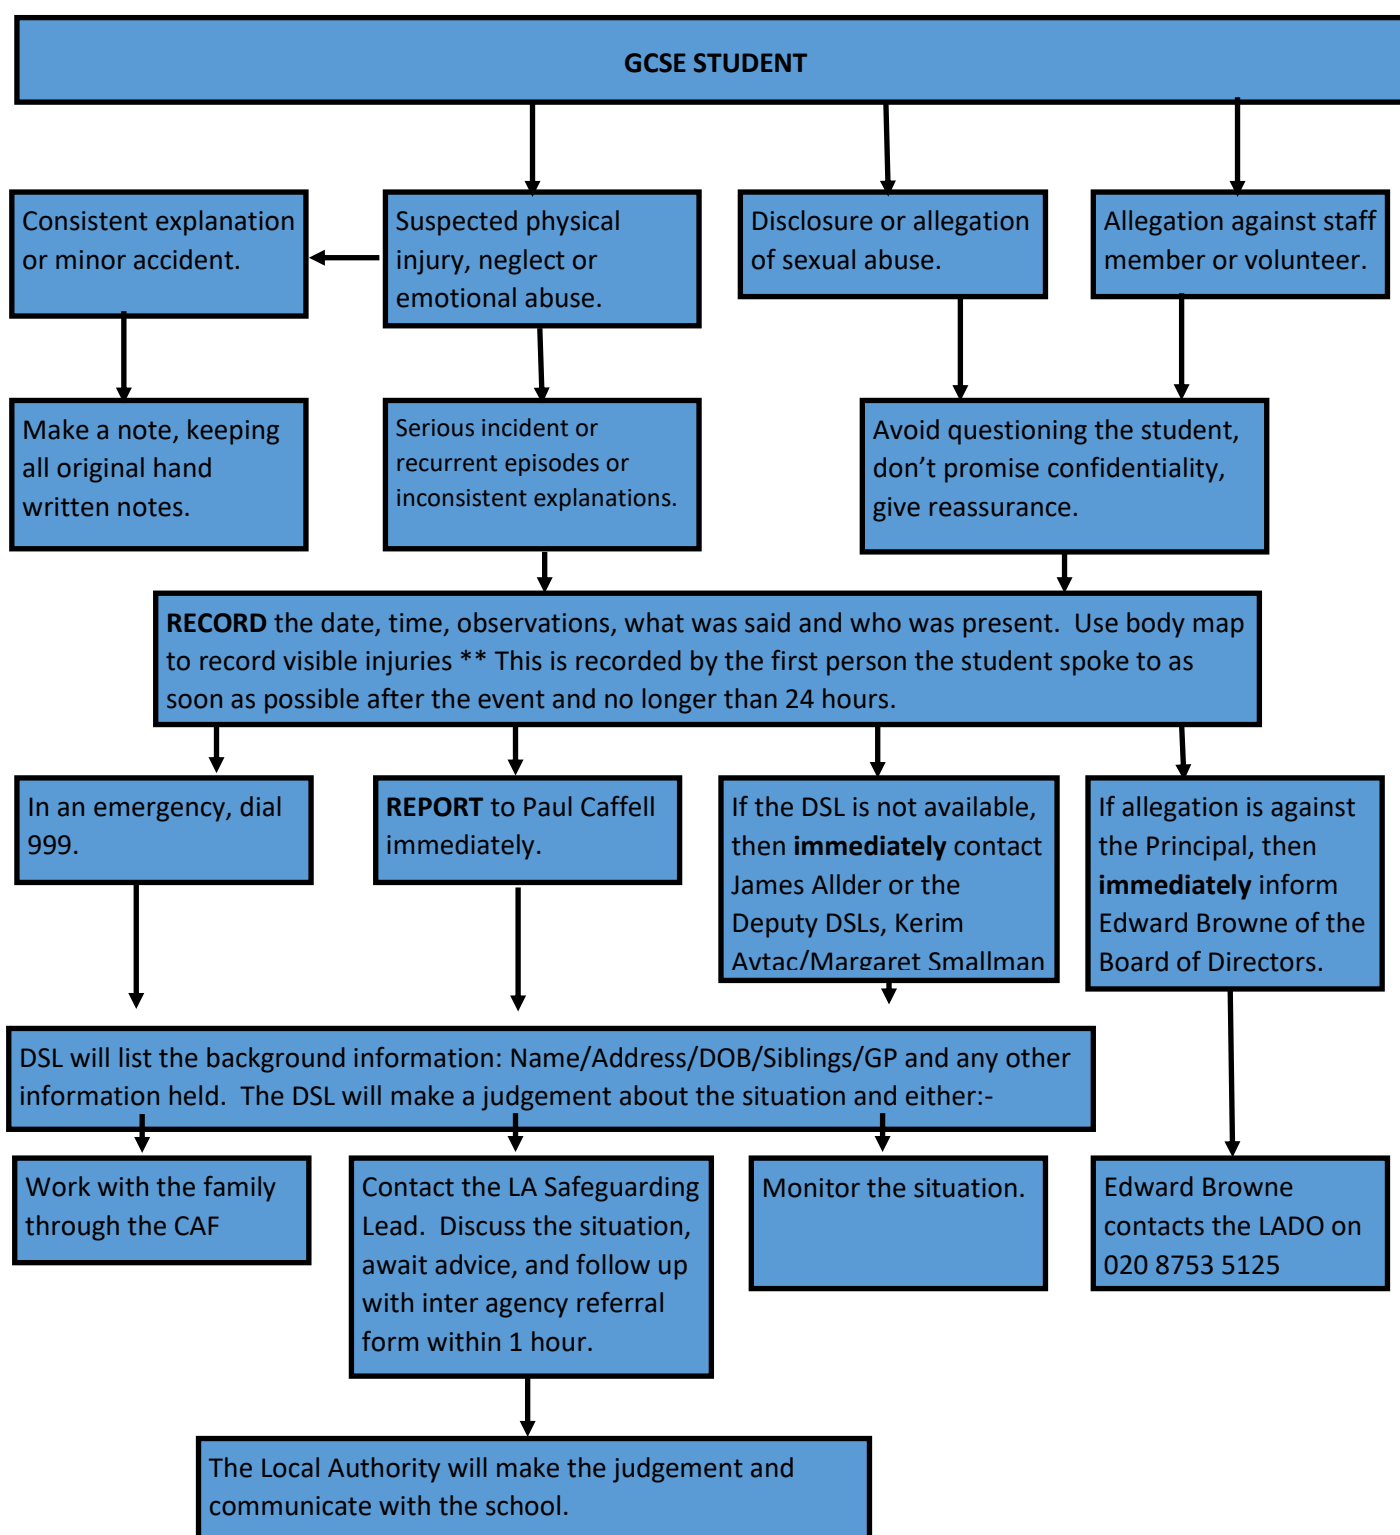 GCSE STUDENT
Consistent explanation
or minor accident.
Suspected physical
injury, neglect or
emotional abuse.
Disclosure or allegation
of sexual abuse.
Allegation against staff
member or volunteer.
Make a note, keeping
all original hand
written notes.
Serious incident or
recurrent episodes or
inconsistent explanations.
Avoid questioning the student,
don’t promise confidentiality,
give reassurance.
RECORD the date, time, observations, what was said and who was present.  Use body map
to record visible injuries ** This is recorded by the first person the student spoke to as
soon as possible after the event and no longer than 24 hours.
In an emergency, dial
999.
REPORT to Paul Caffell
immediately.
If the DSL is not available,
then immediately contact
James Allder or the
Deputy DSLs, Kerim
Aytac/Margaret Smallman
If allegation is against
the Principal, then
immediately inform
Edward Browne of the
Board of Directors.
DSL will list the background information: Name/Address/DOB/Siblings/GP and any other
information held.  The DSL will make a judgement about the situation and either:-
Work with the family
through the CAF
Contact the LA Safeguarding
Lead.  Discuss the situation,
await advice, and follow up
with inter agency referral
form within 1 hour.
Monitor the situation.
Edward Browne
contacts the LADO on
020 8753 5125
The Local Authority will make the judgement and
communicate with the school.